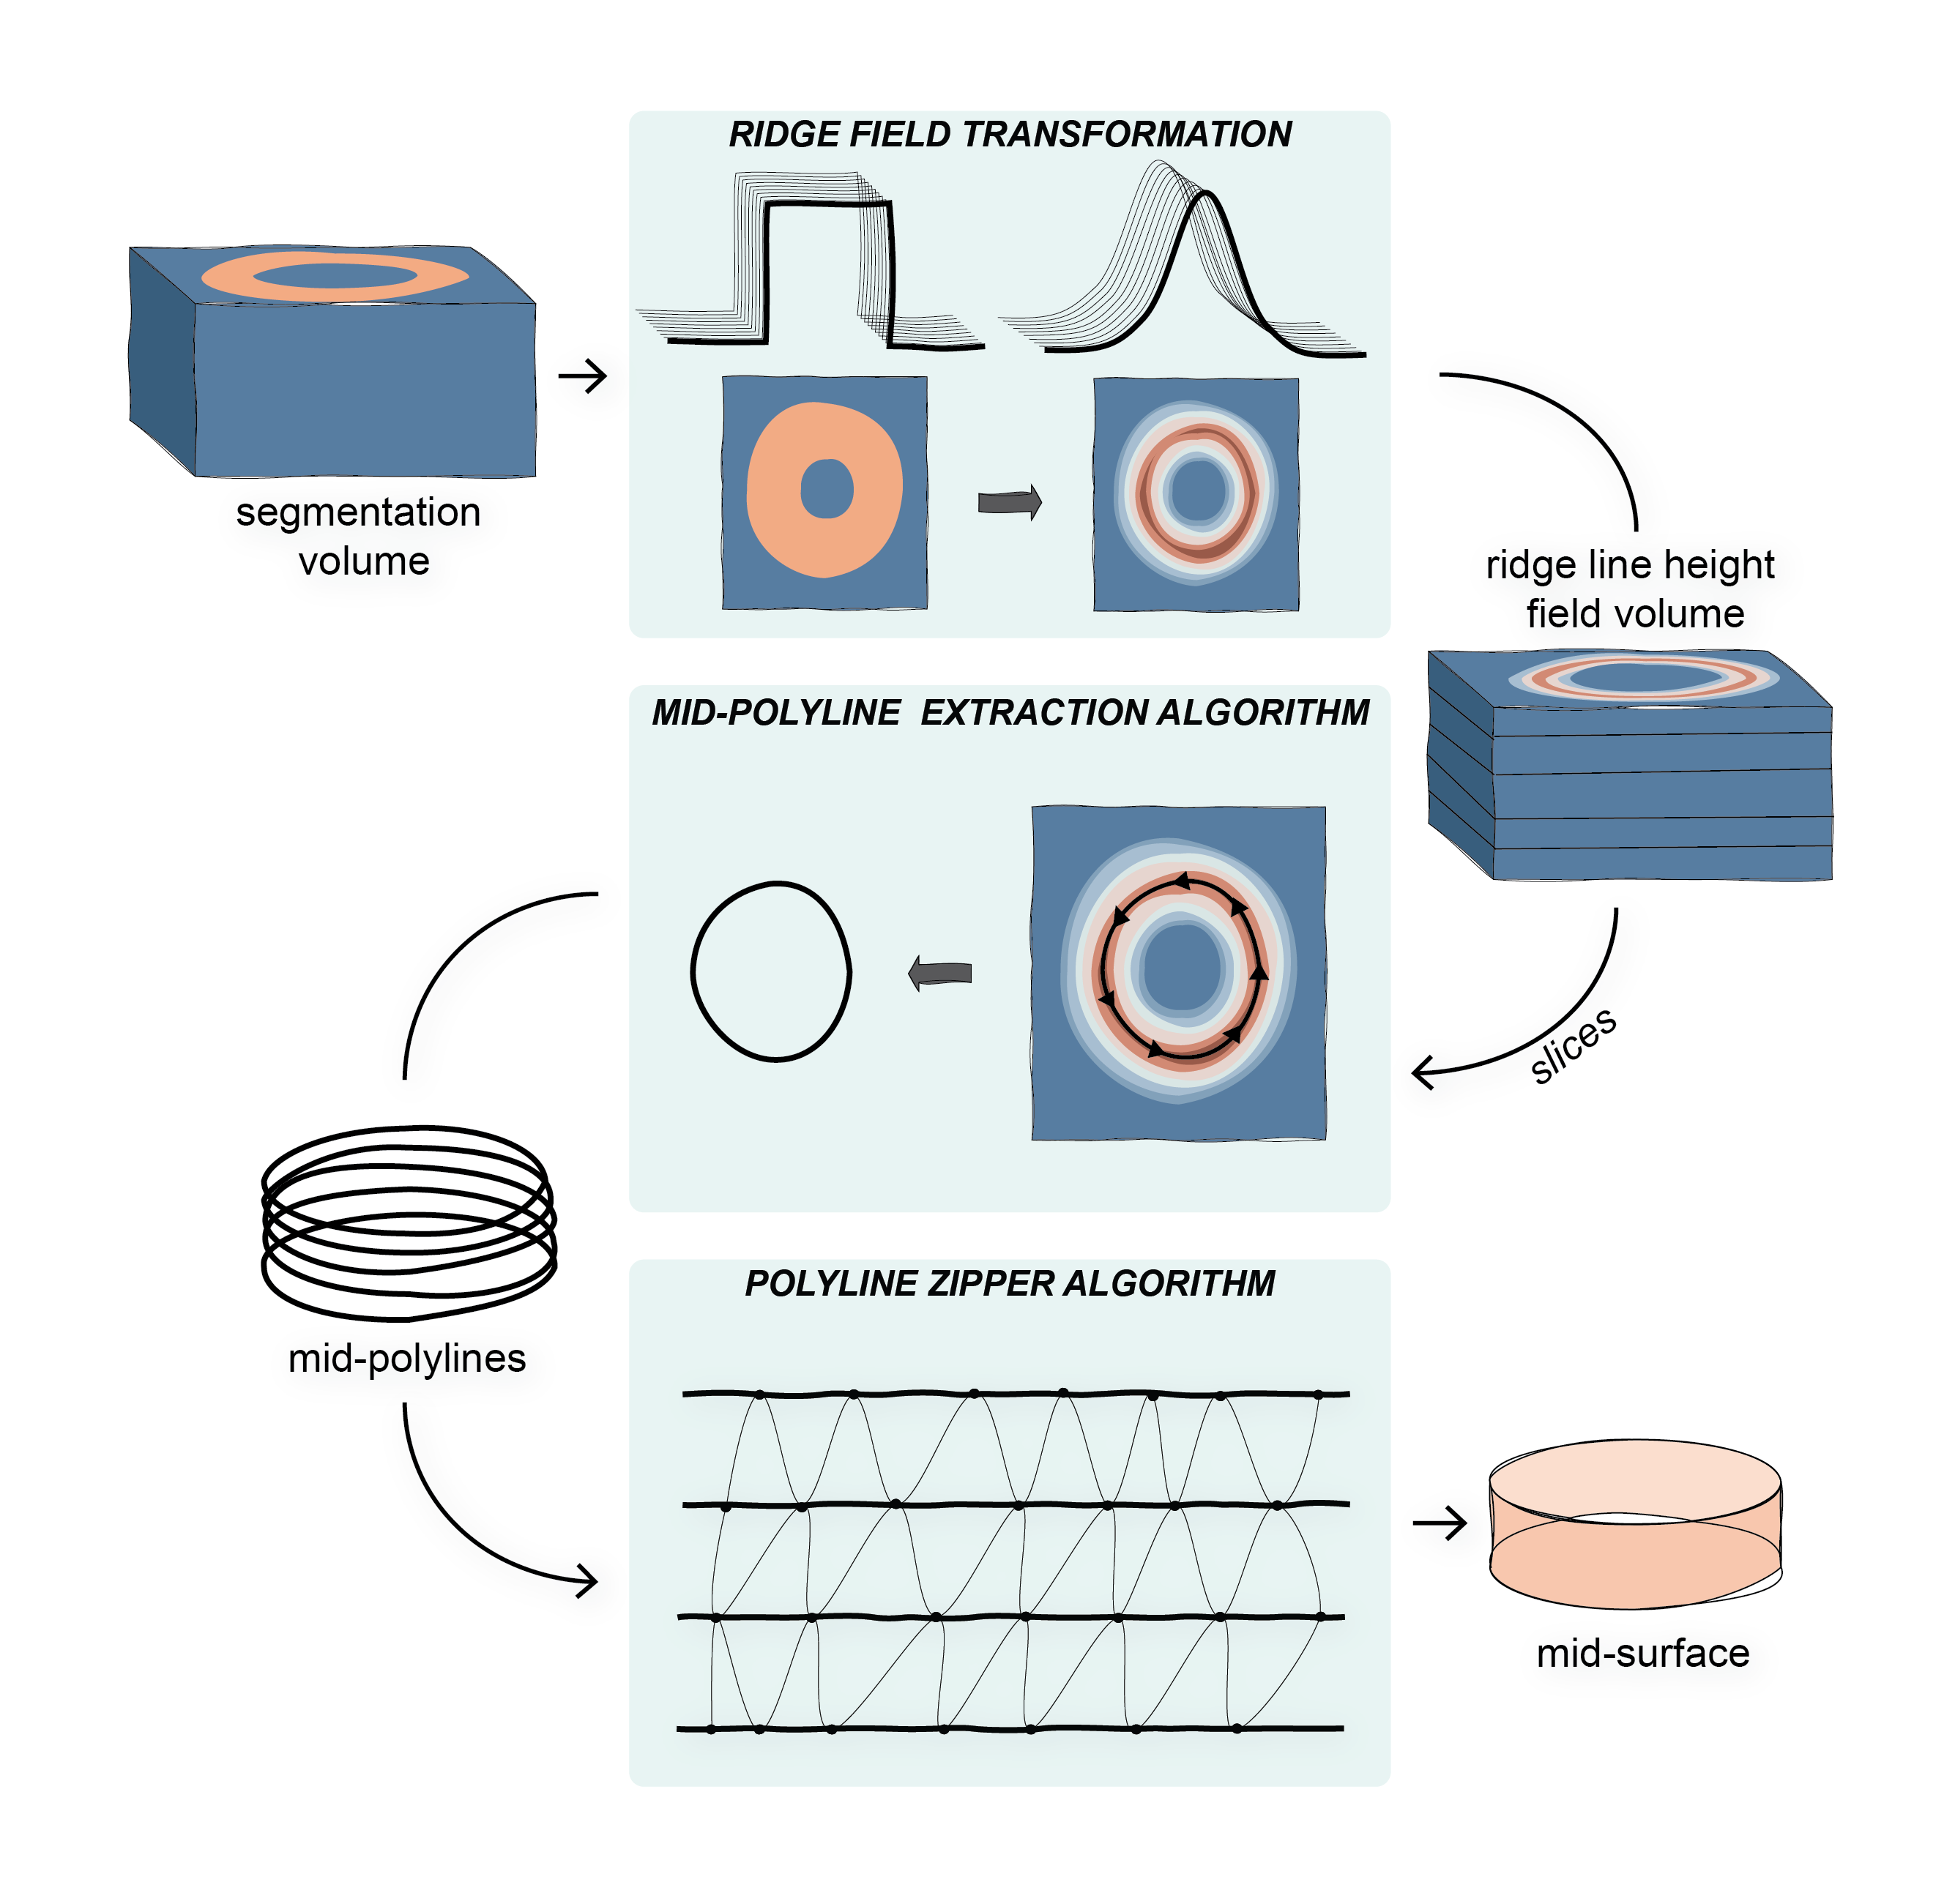 RIDGE FIELD TRANSFORMATION
segmentation
volume
ridge line height
field volume
MID-POLYLINE  EXTRACTION ALGORITHM
slices
mid-polylines
POLYLINE ZIPPER ALGORITHM
mid-surface